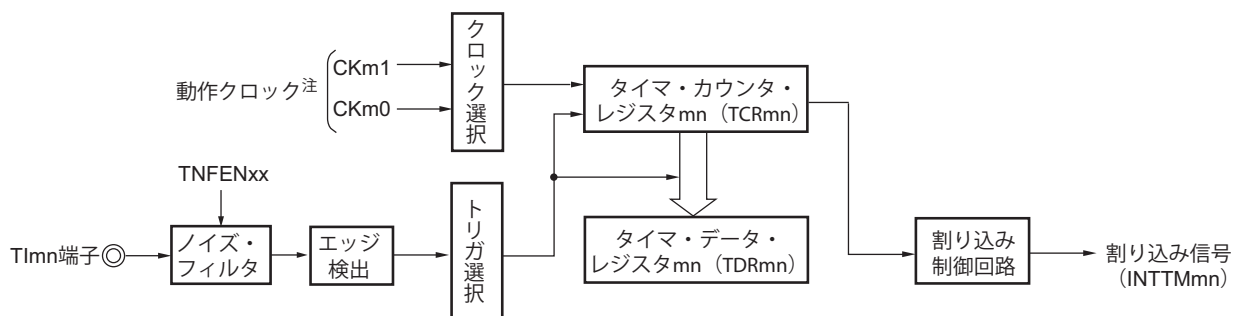 動作クロック注
CKm1
CKm0
クロック選択
タイマ・カウンタ・
レジスタmn（TCRmn）
TNFENxx
TImn端子
ノイズ・
フィルタ
エッジ
検出
トリガ選択
タイマ・データ・
レジスタmn（TDRmn）
割り込み
制御回路
割り込み信号
（INTTMmn）